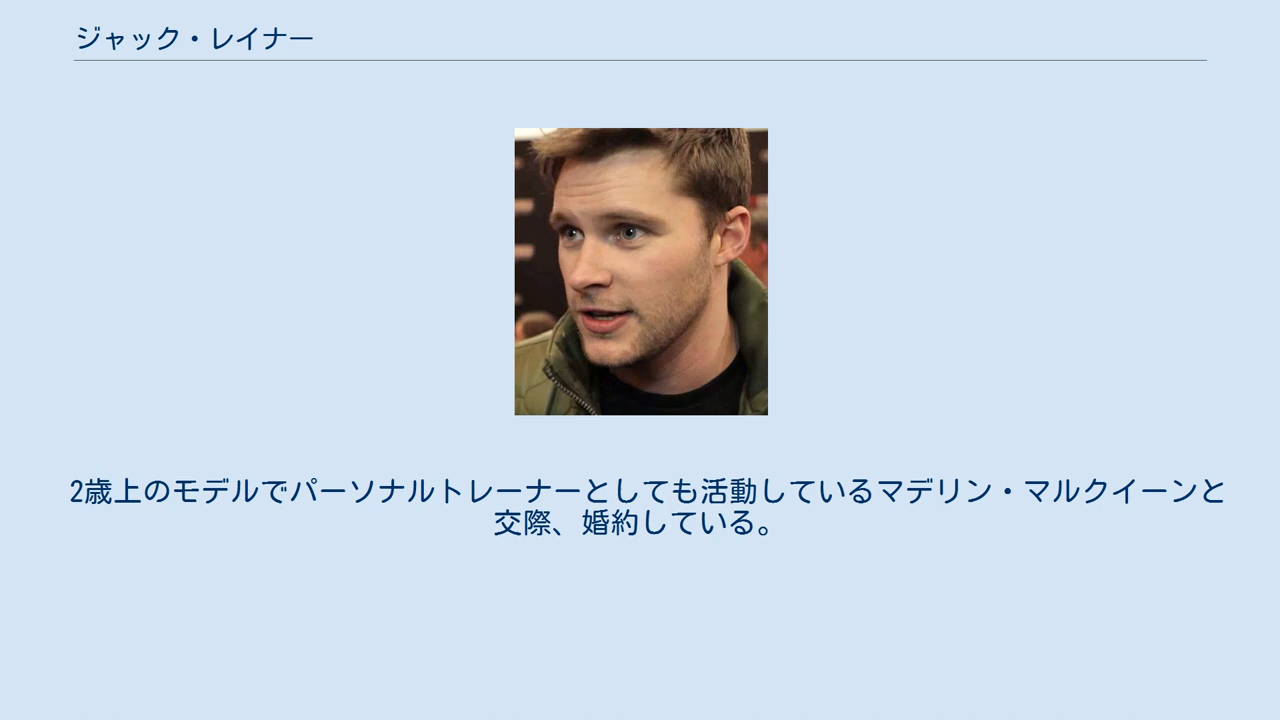 ジャック・レイナー
2歳上のモデルでパーソナルトレーナーとしても活動しているマデリン・マルクイーンと
交際、婚約している。